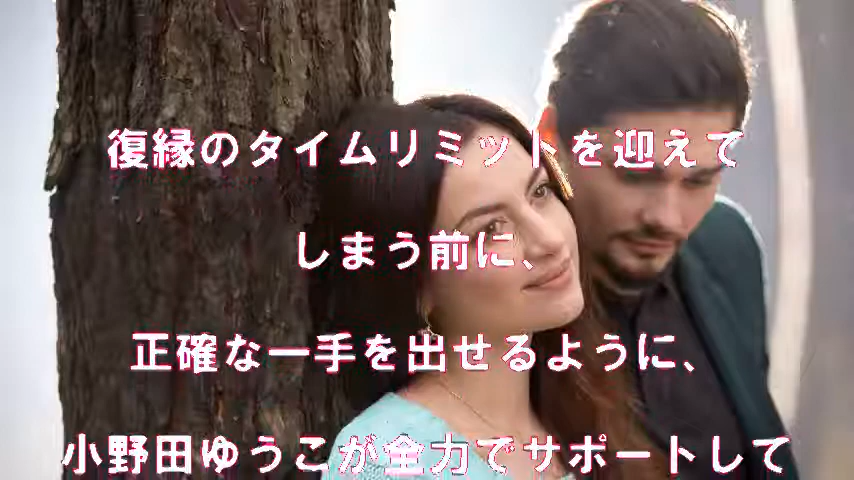 復縁のタイムリミットを迎えて
しまう前に、
正確な一手を出せるように、
小野田ゆうこが全力でサポートして